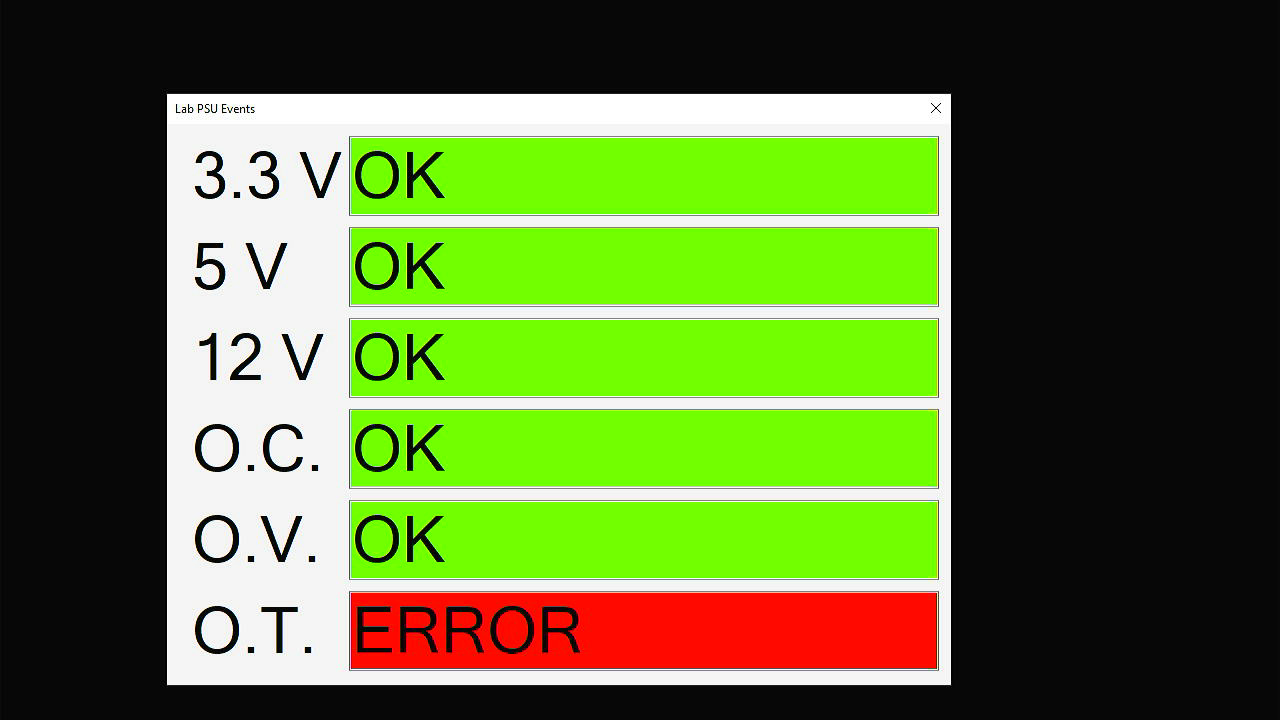 Lab PSU Events
3.3 V OK
5 V OK
12 V OK
O.C. OK
O.V. OK
O.T. ERROR